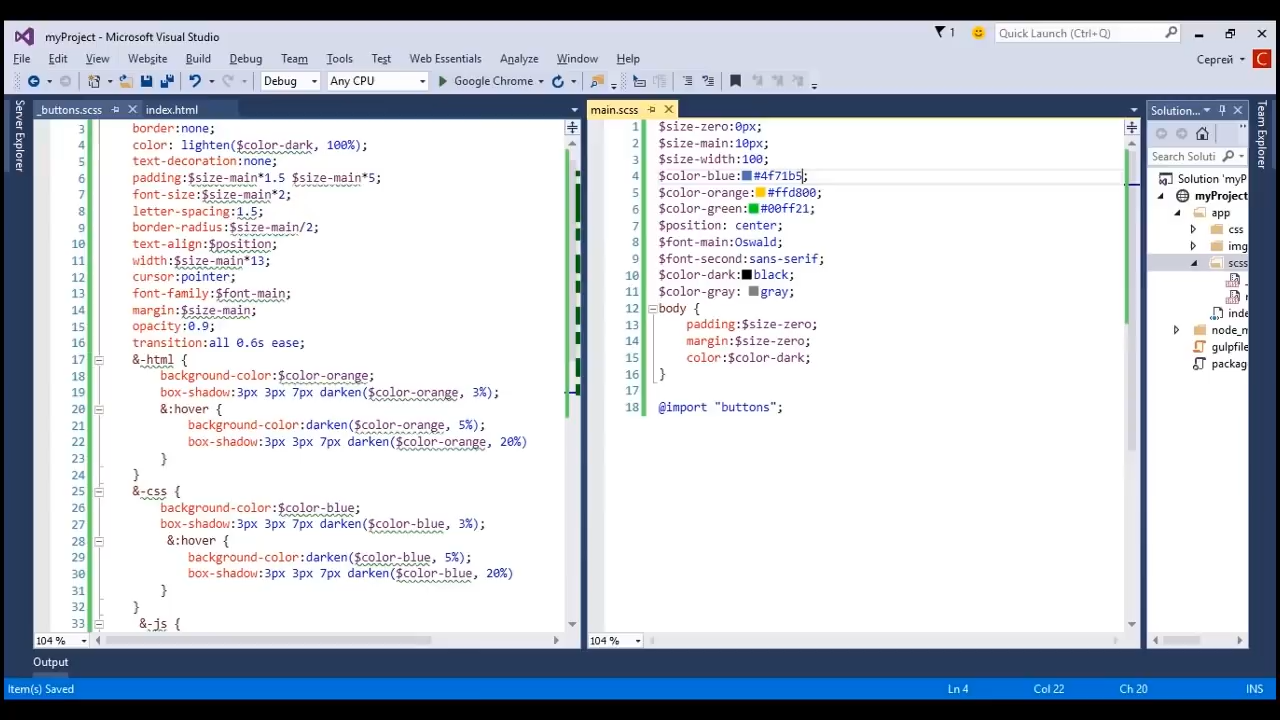 myProject - Microsoft Visual Studio
1
Quick Launch (Ctrl+Q)
File Edit View Website Build Debug Team Tools Test Web Essentials Analyze Window Help
Сергей
C
Debug Any CPU Google Chrome
Server Explorer
_buttons.scss index.html
3 border:none;
4 color: lighten($color-dark, 100%);
5 text-decoration:none;
6 padding:$size-main*1.5 $size-main*5;
7 font-size:$size-main*2;
8 letter-spacing:1.5;
9 border-radius:$size-main/2;
10 text-align:$position;
11 width:$size-main*13;
12 cursor:pointer;
13 font-family:$font-main;
14 margin:$size-main;
15 opacity:0.9;
16 transition:all 0.6s ease;
17 &-html {
18 background-color:$color-orange;
19 box-shadow:3px 3px 7px darken($color-orange, 3%);
20 &:hover {
21 background-color:darken($color-orange, 5%);
22 box-shadow:3px 3px 7px darken($color-orange, 20%)
23 }
24 }
25 &-css {
26 background-color:$color-blue;
27 box-shadow:3px 3px 7px darken($color-blue, 3%);
28 &:hover {
29 background-color:darken($color-blue, 5%);
30 box-shadow:3px 3px 7px darken($color-blue, 20%)
31 }
32 }
33 &-js {
104 %
main.scss
1 $size-zero:0px;
2 $size-main:10px;
3 $size-width:100;
4 $color-blue:#4f71b5;
5 $color-orange:#ffd800;
6 $color-green:#00ff21;
7 $position: center;
8 $font-main:Oswald;
9 $font-second:sans-serif;
10 $color-dark:black;
11 $color-gray: gray;
12 body {
13 padding:$size-zero;
14 margin:$size-zero;
15 color:$color-dark;
16 }
17
18 @import "buttons";
104 %
Solution...
Search Soluti
Solution 'myP
myProject
app
css
img
scss
inde
node_m
gulpfile
packag
Team Explorer
Output
Item(s) Saved
Ln 4 Col 22 Ch 20 INS